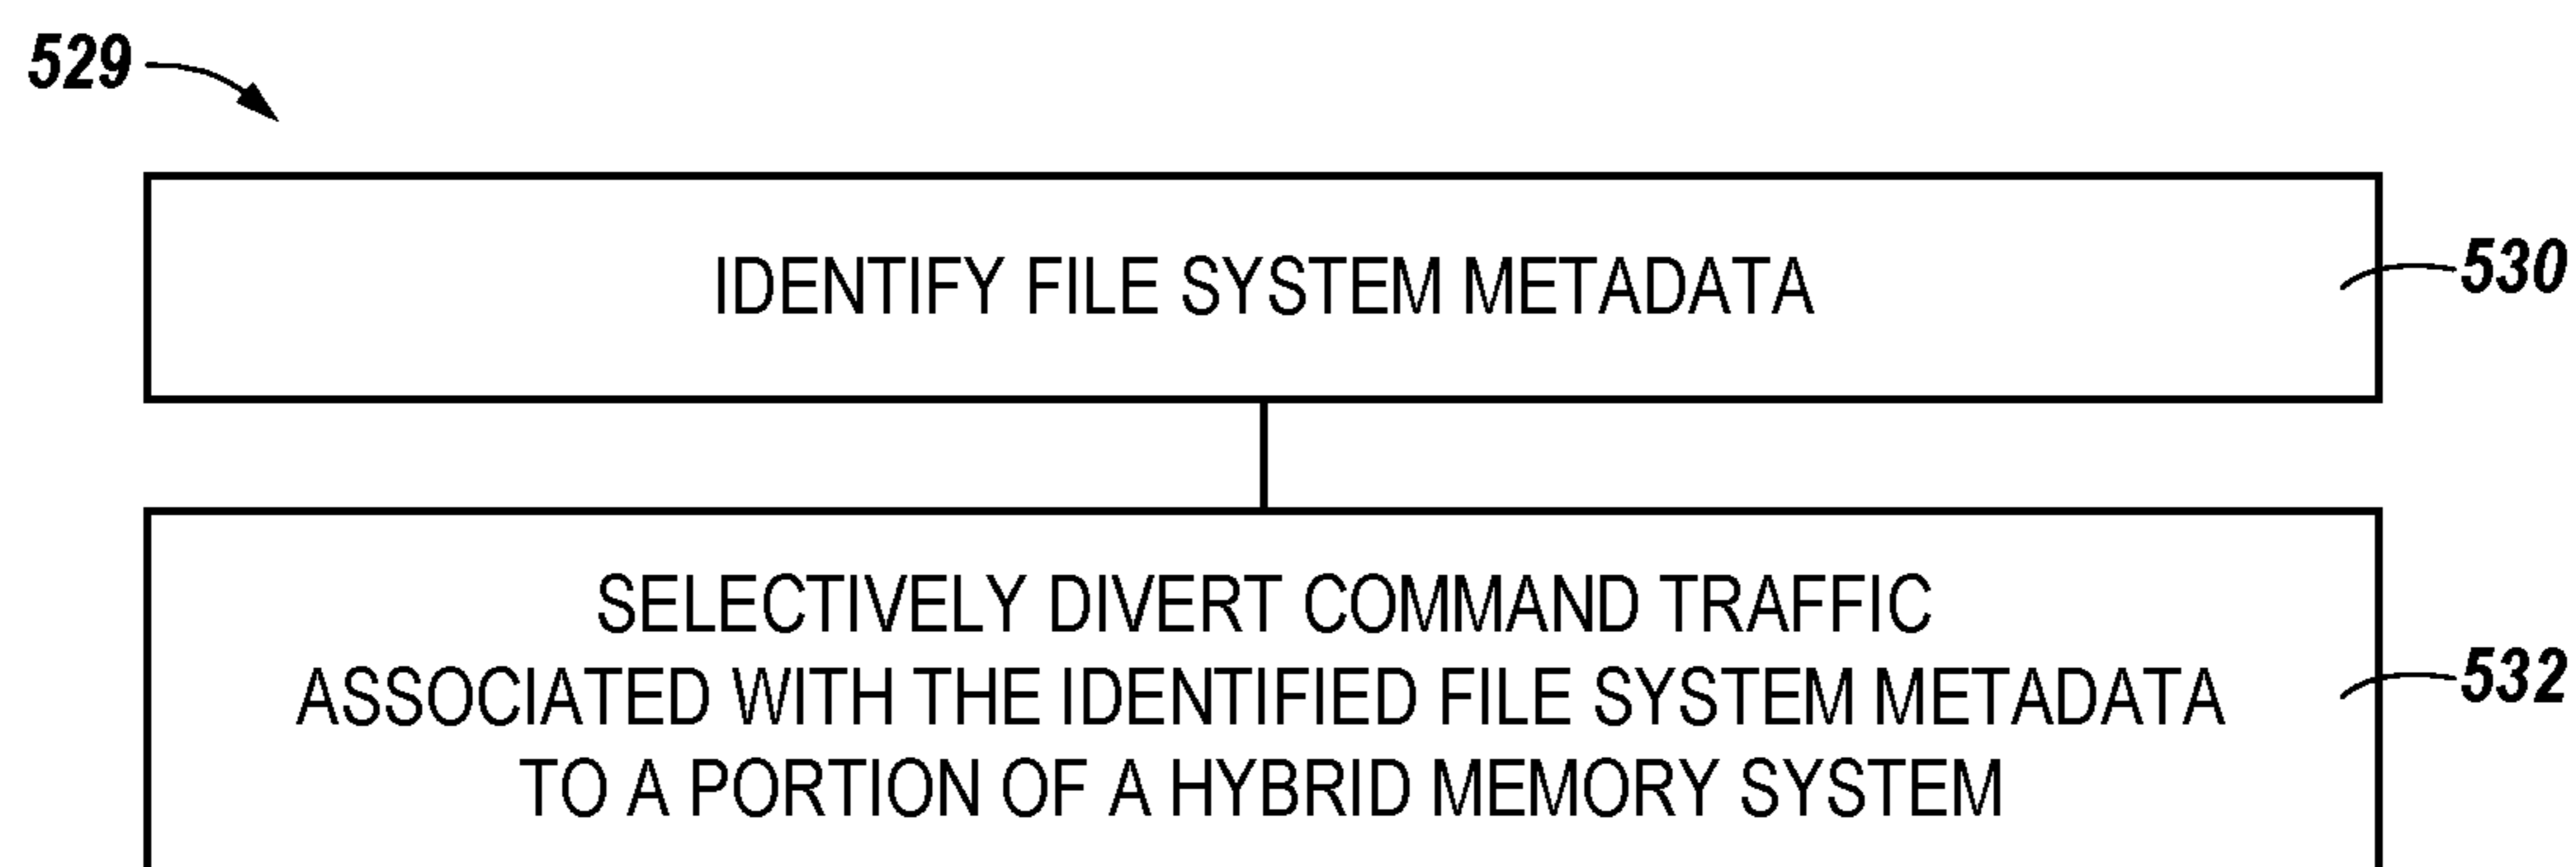 529
IDENTIFY FILE SYSTEM METADATA
530
SELECTIVELY DIVERT COMMAND TRAFFIC
ASSOCIATED WITH THE IDENTIFIED FILE SYSTEM METADATA
TO A PORTION OF A HYBRID MEMORY SYSTEM
532